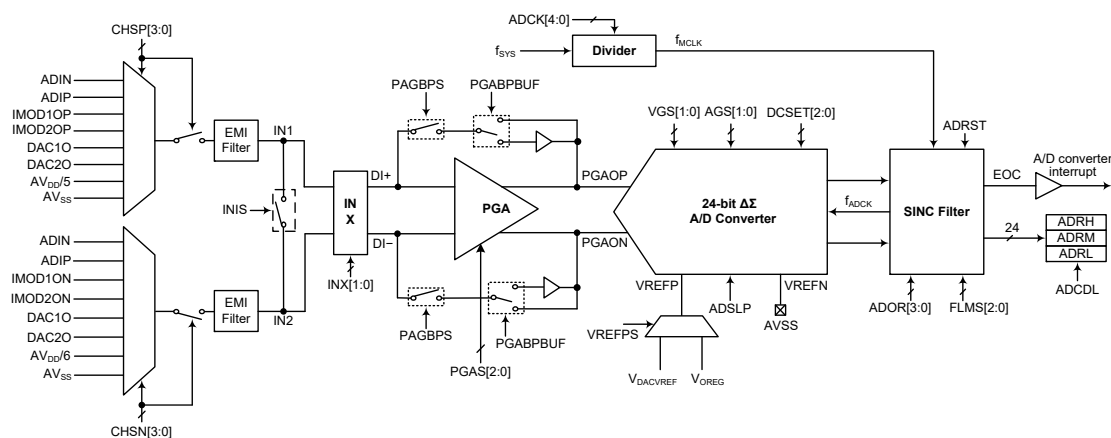 ADCK[4:0]
CHSP[3:0]
fSYS
Divider
fMCLK
ADIN
ADIP
IMOD1OP
IMOD2OP
DAC1O
DAC2O
AVDD/5
AVSS
EMI
Filter
IN1
PAGBPS
PGABPBUF
VGS[1:0]
AGS[1:0]
DCSET[2:0]
ADRST
INIS
DI+
IN
X
DI−
INX[1:0]
PGA
PGAOP
PGAON
24-bit ΔΣ
A/D Converter
fADCK
SINC Filter
EOC
A/D converter
interrupt
24
ADRH
ADRM
ADRL
ADCDL
ADIN
ADIP
IMOD1ON
IMOD2ON
DAC1O
DAC2O
AVDD/6
AVSS
EMI
Filter
IN2
PAGBPS
PGABPBUF
PGAS[2:0]
VREFP
ADSLP
VREFN
AVSS
VREFPS
VDACVREF
VOREG
ADOR[3:0]
FLMS[2:0]
CHSN[3:0]